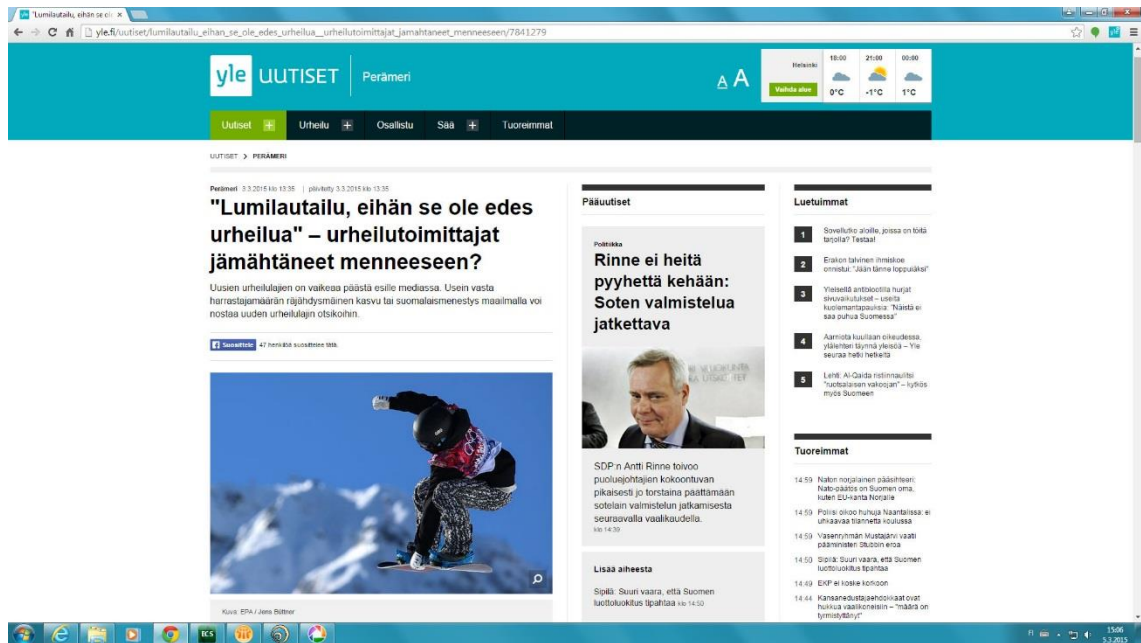 "Lumilautailu, eihän se ole
yle.fi/uutiset/lumilautailu_eihan_se_ole_edes_urheilua__urheilutoimittajat_jamahtaneet_menneeseen/7841279
yle UUTISET Perämeri
A A
Helsinki
Vaihda alue
18:00 21:00 00:00
0°C -1°C 1°C
Uutiset + Urheilu + Osallistu Sää + Tuoreimmat
UUTISET > PERÄMERI
Perämeri 3.3.2015 klo 13:35 | päivitetty 3.3.2015 klo 13:35
"Lumilautailu, eihän se ole edes
urheilua" – urheilutoimittajat
jämähtäneet menneeseen?
Uusien urheilulajien on vaikeaa päästä esille mediassa. Usein vasta
harrastajamäärän räjähdysmäinen kasvu tai suomalaismenestys maailmalla voi
nostaa uuden urheilulajin otsikoihin.
Suosittele 47 henkilöä suosittelee tätä.
Kuva: EPA / Jens Büttner
Pääuutiset
Politiikka
Rinne ei heitä
pyyhettä kehään:
Soten valmistelua
jatkettava
SDP:n Antti Rinne toivoo
puoluejohtajien kokoontuvan
pikaisesti jo torstaina päättämään
sotelain valmistelun jatkamisesta
seuraavalla vaalikaudella.
klo 14:39
Lisää aiheesta
Sipilä: Suuri vaara, että Suomen
luottoluokitus tipahtaa klo 14:50
Luetuimmat
1 Sovellutko aloille, joissa on töitä
tarjolla? Testaa!
2 Erakon talvinen ihmiskoe
onnistui: "Jään tänne loppuiäksi"
3 Yleisellä antibiootilla hurjat
sivuvaikutukset – useita
kuolemantapauksia: "Näistä ei
saa puhua Suomessa"
4 Aarniota kuullaan oikeudessa,
ylälehteri täynnä yleisöä – Yle
seuraa hetki hetkeltä
5 Lehti: Al-Qaida ristiinnaulitsi
"ruotsalaisen vakoojan" – kytkös
myös Suomeen
Tuoreimmat
14:59 Naton norjalainen pääsihteeri:
Nato-päätös on Suomen oma,
kuten EU-kanta Norjalle
14:59 Poliisi oikoo huhuja Naantalissa: ei
uhkaavaa tilannetta koulussa
14:59 Vasenryhmän Mustajärvi vaatii
pääministeri Stubbin eroa
14:50 Sipilä: Suuri vaara, että Suomen
luottoluokitus tipahtaa
14:49 EKP ei koske korkoon
14:44 Kansanedustajaehdokkaat ovat
hukkua vaalikoneisiin – "määrä on
tyrmistyttänyt"
TCS
FI
15:06
5.3.2015